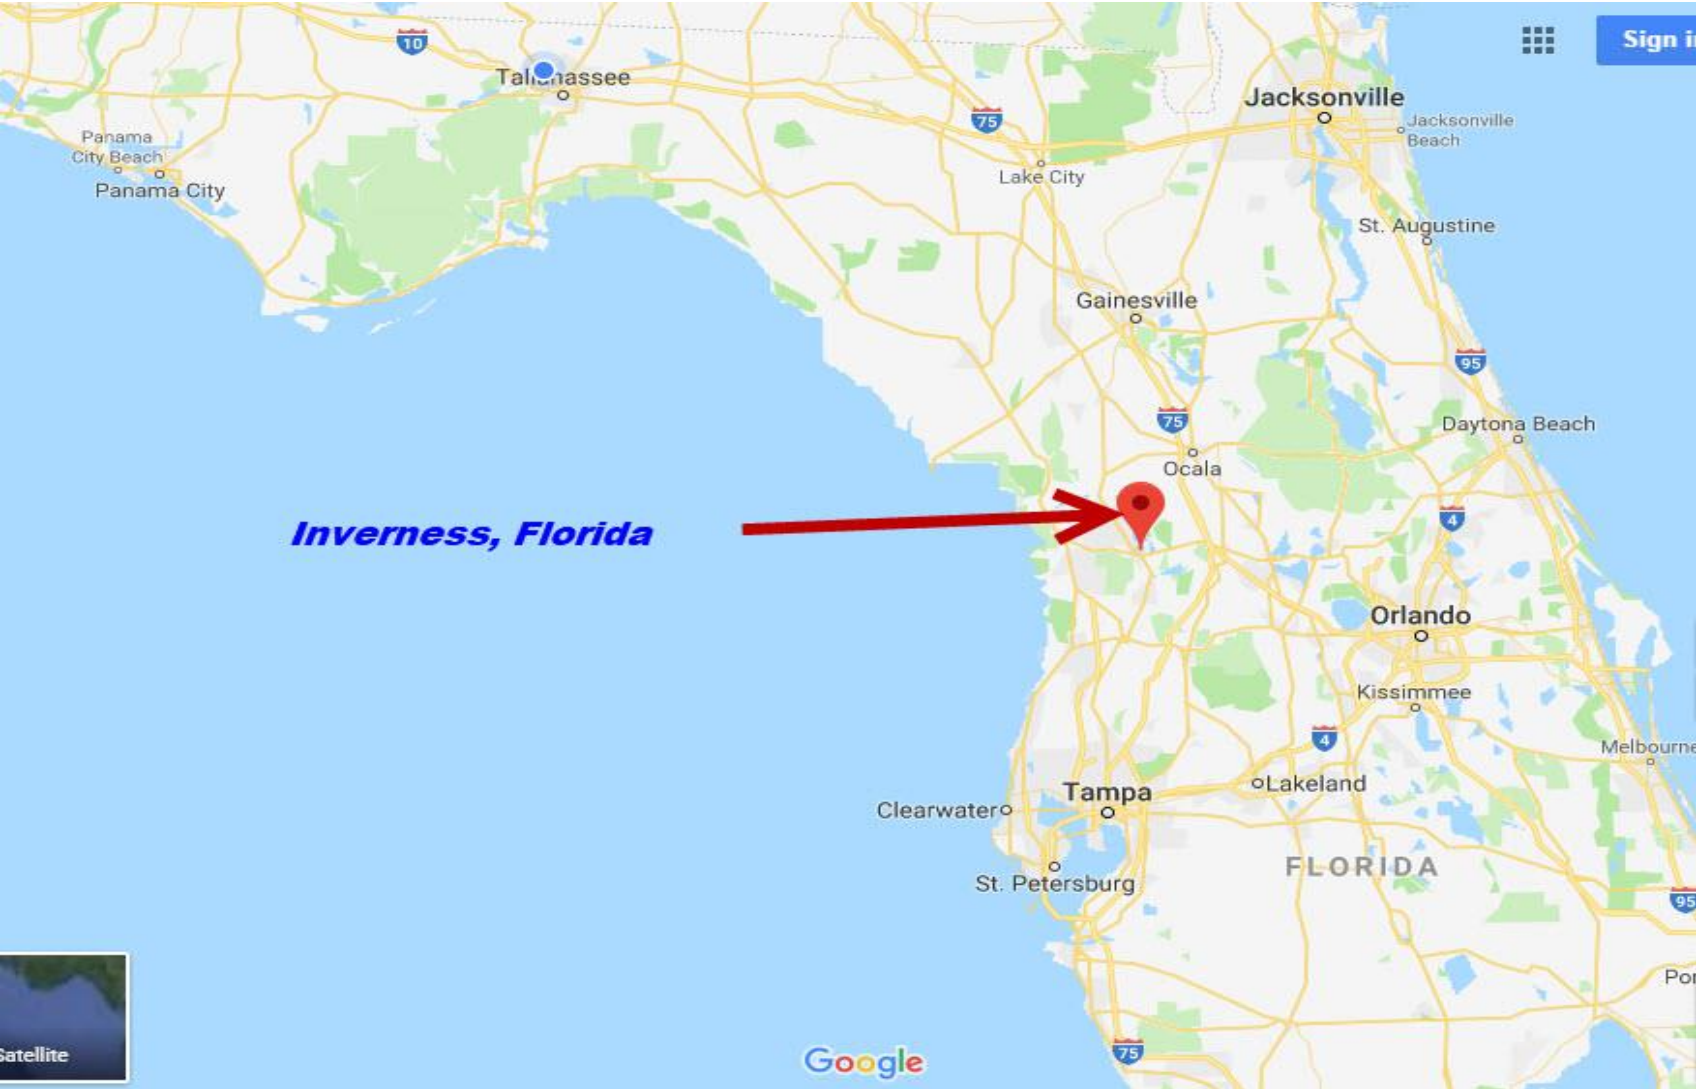 10
Tallahassee
Sign i
Jacksonville
75
Jacksonville
Beach
Panama
City Beach
Lake City
Panama City
St. Augustine
Gainesville
95
75
Daytona Beach
Ocala
4
Inverness, Florida
Orlando
Kissimmee
4
Melbourne
Lakeland
Tampa
Clearwater
FLORIDA
St. Petersburg
95
Por
Satellite
Google
75